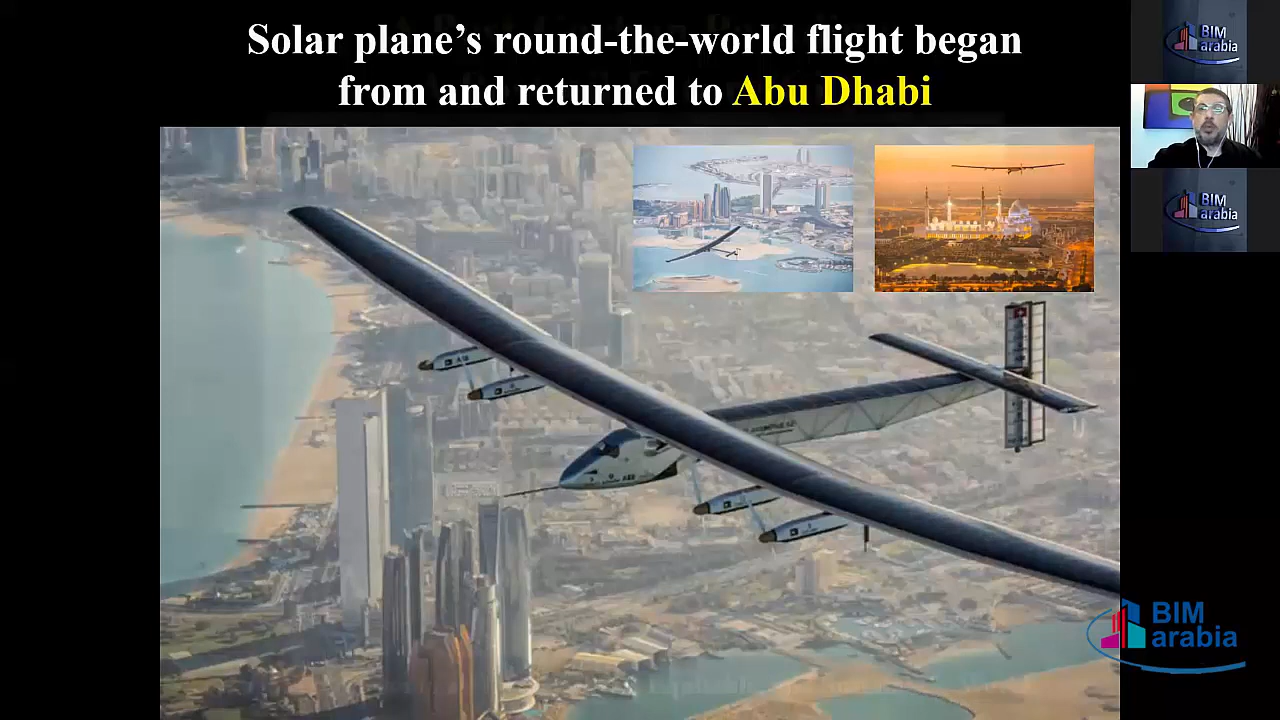 Solar plane’s round-the-world flight began
from and returned to Abu Dhabi
BIM
arabia
BIM
arabia
ABB
BIM
arabia